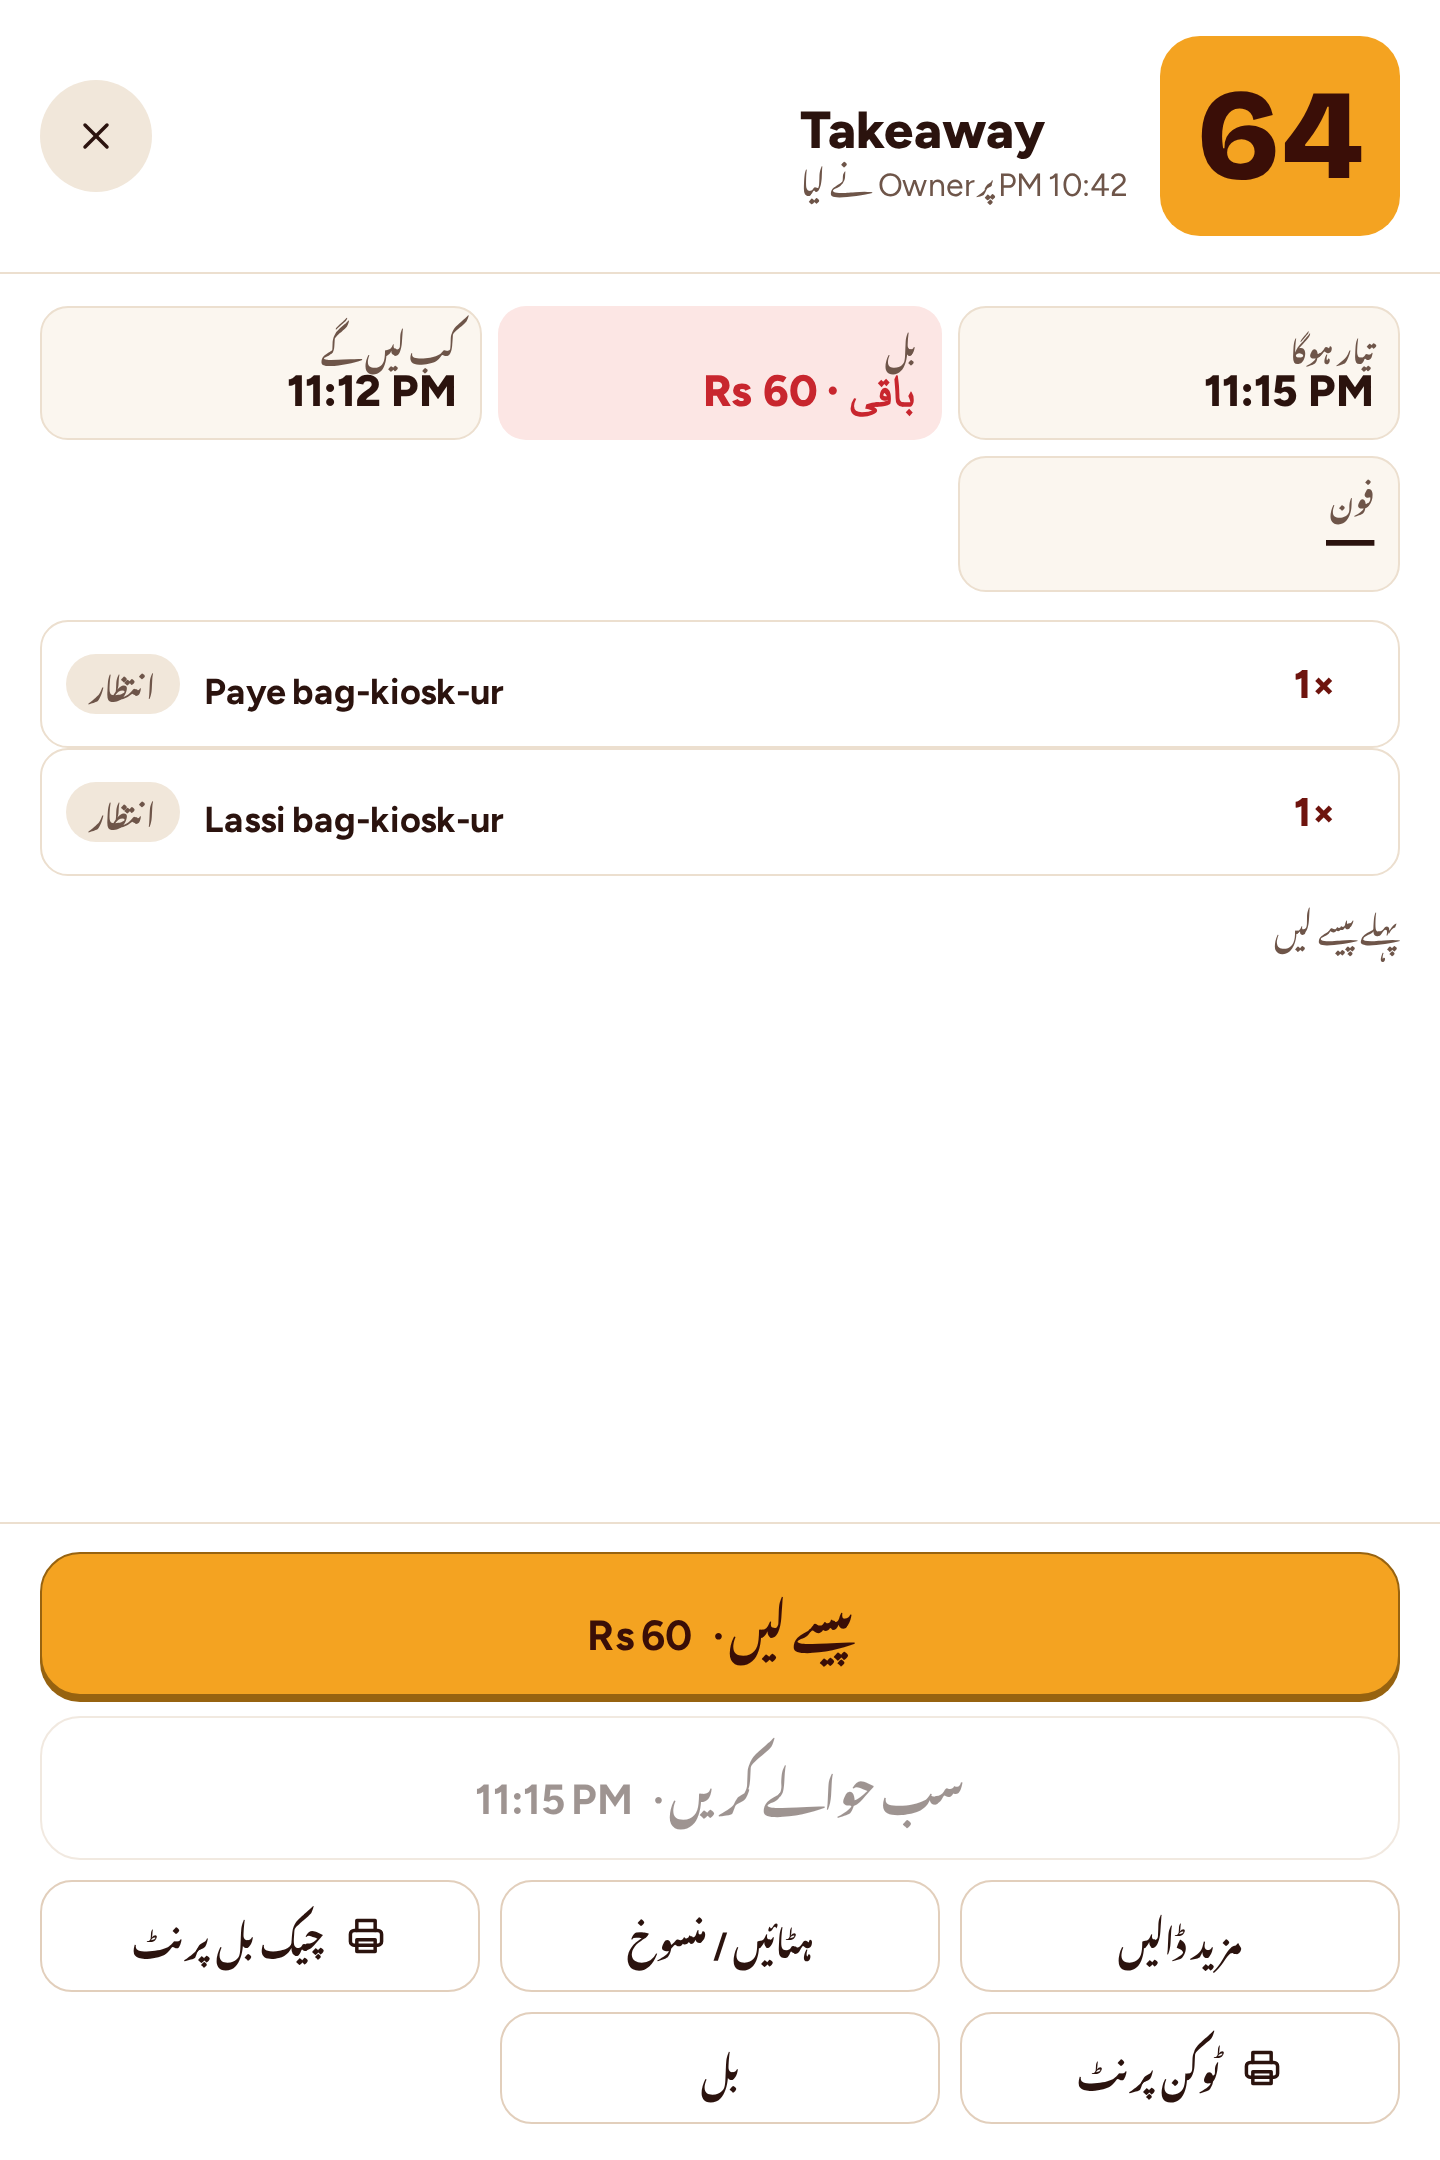 64
Takeaway
10:42 PM پر Owner نے لیا
تیار ہوگا
11:15 PM
بل
باقی · Rs 60
کب لیں گے
11:12 PM
فون
—
1×
Paye bag-kiosk-ur
انتظار
1×
Lassi bag-kiosk-ur
انتظار
پہلے پیسے لیں
پیسے لیں · Rs 60
سب حوالے کریں · 11:15 PM
مزید ڈالیں
ہٹائیں / منسوخ
چیک بل پرنٹ
ٹوکن پرنٹ
بل